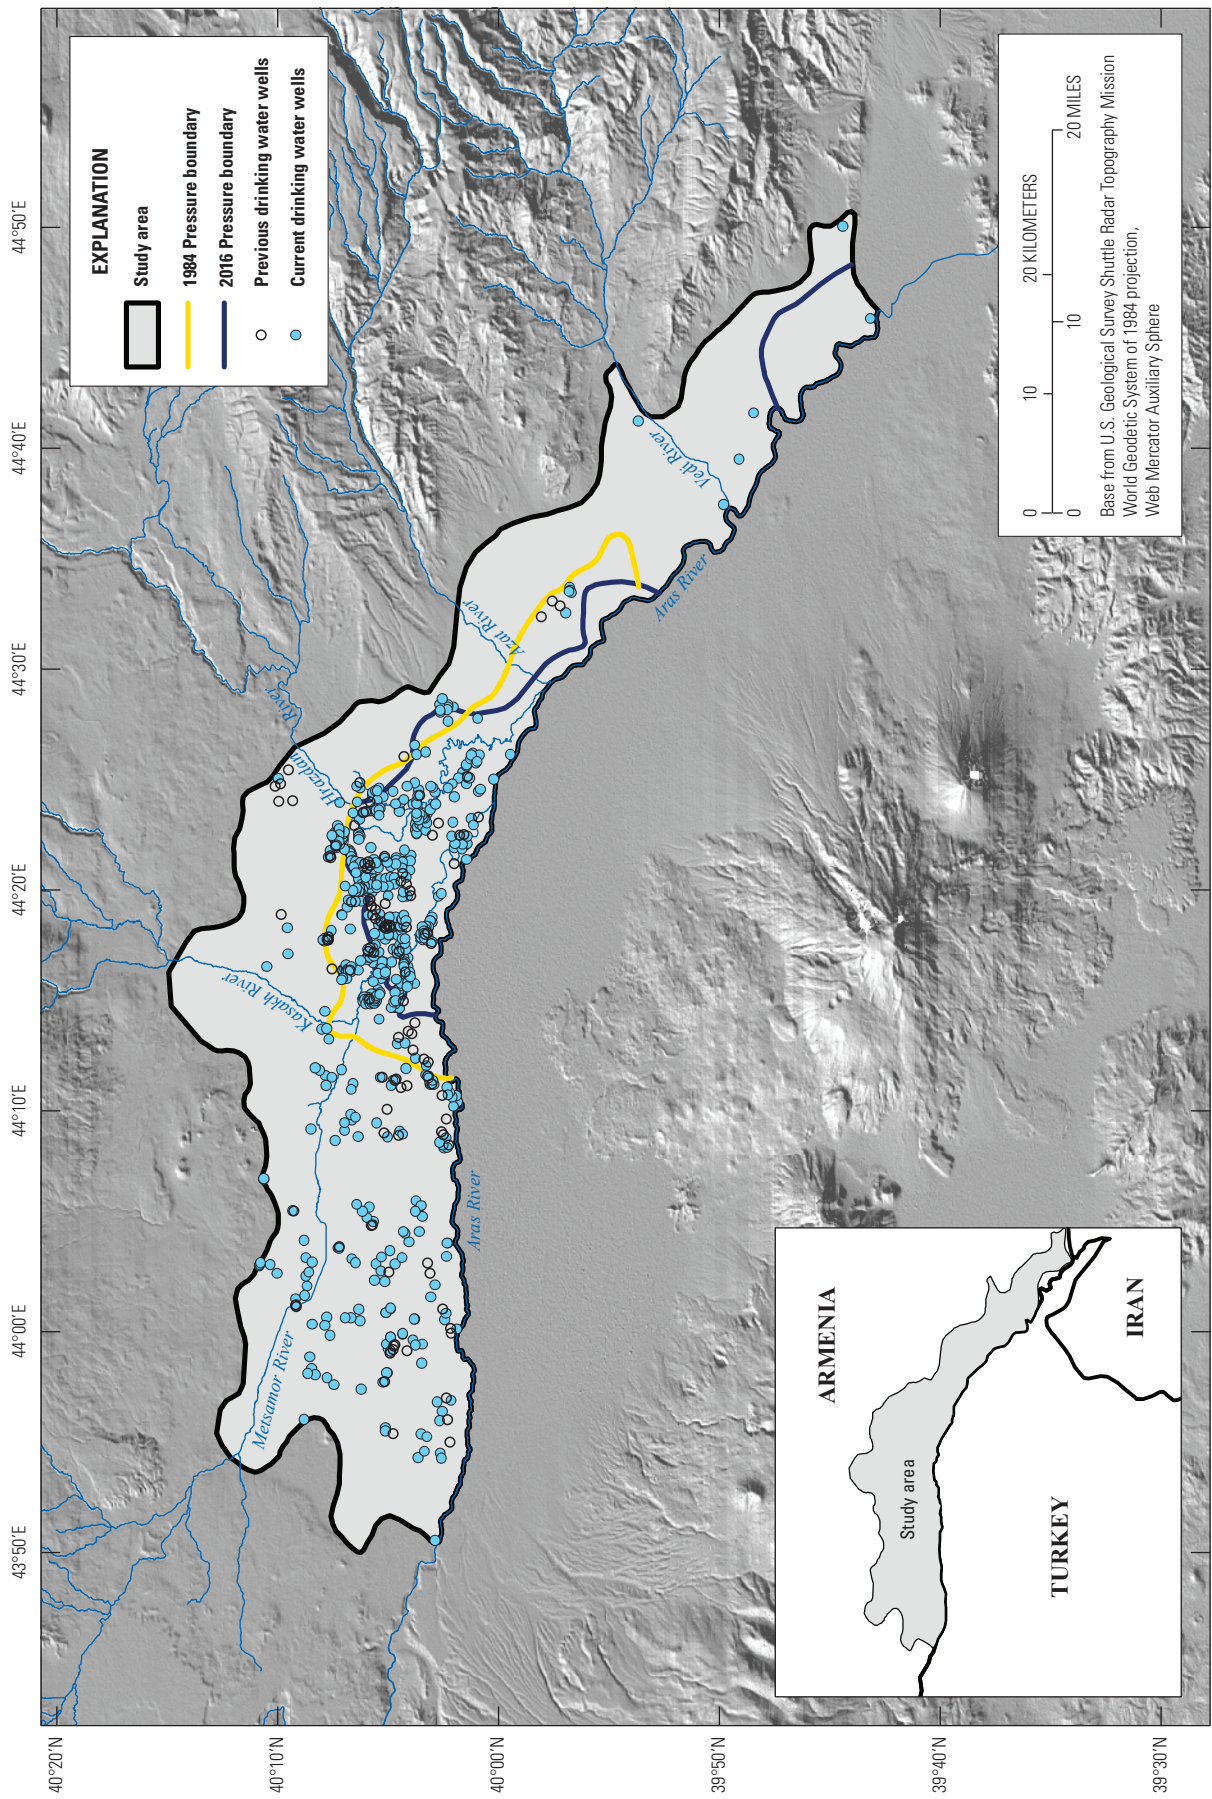 EXPLANATION
Study area
1984 Pressure boundary
2016 Pressure boundary
Previous drinking water wells
Current drinking water wells
43°50'E
44°00'E
44°10'E
44°20'E
44°30'E
44°40'E
44°50'E
40°20'N
40°10'N
40°00'N
39°50'N
39°40'N
39°30'N
Metsamor River
Kasakh River
Hrazdan River
Azat River
Vedi River
Aras River
Aras River
ARMENIA
Study area
TURKEY
IRAN
0 10 20 KILOMETERS
0 10 20 MILES
Base from U.S. Geological Survey Shuttle Radar Topography Mission
World Geodetic System of 1984 projection,
Web Mercator Auxiliary Sphere